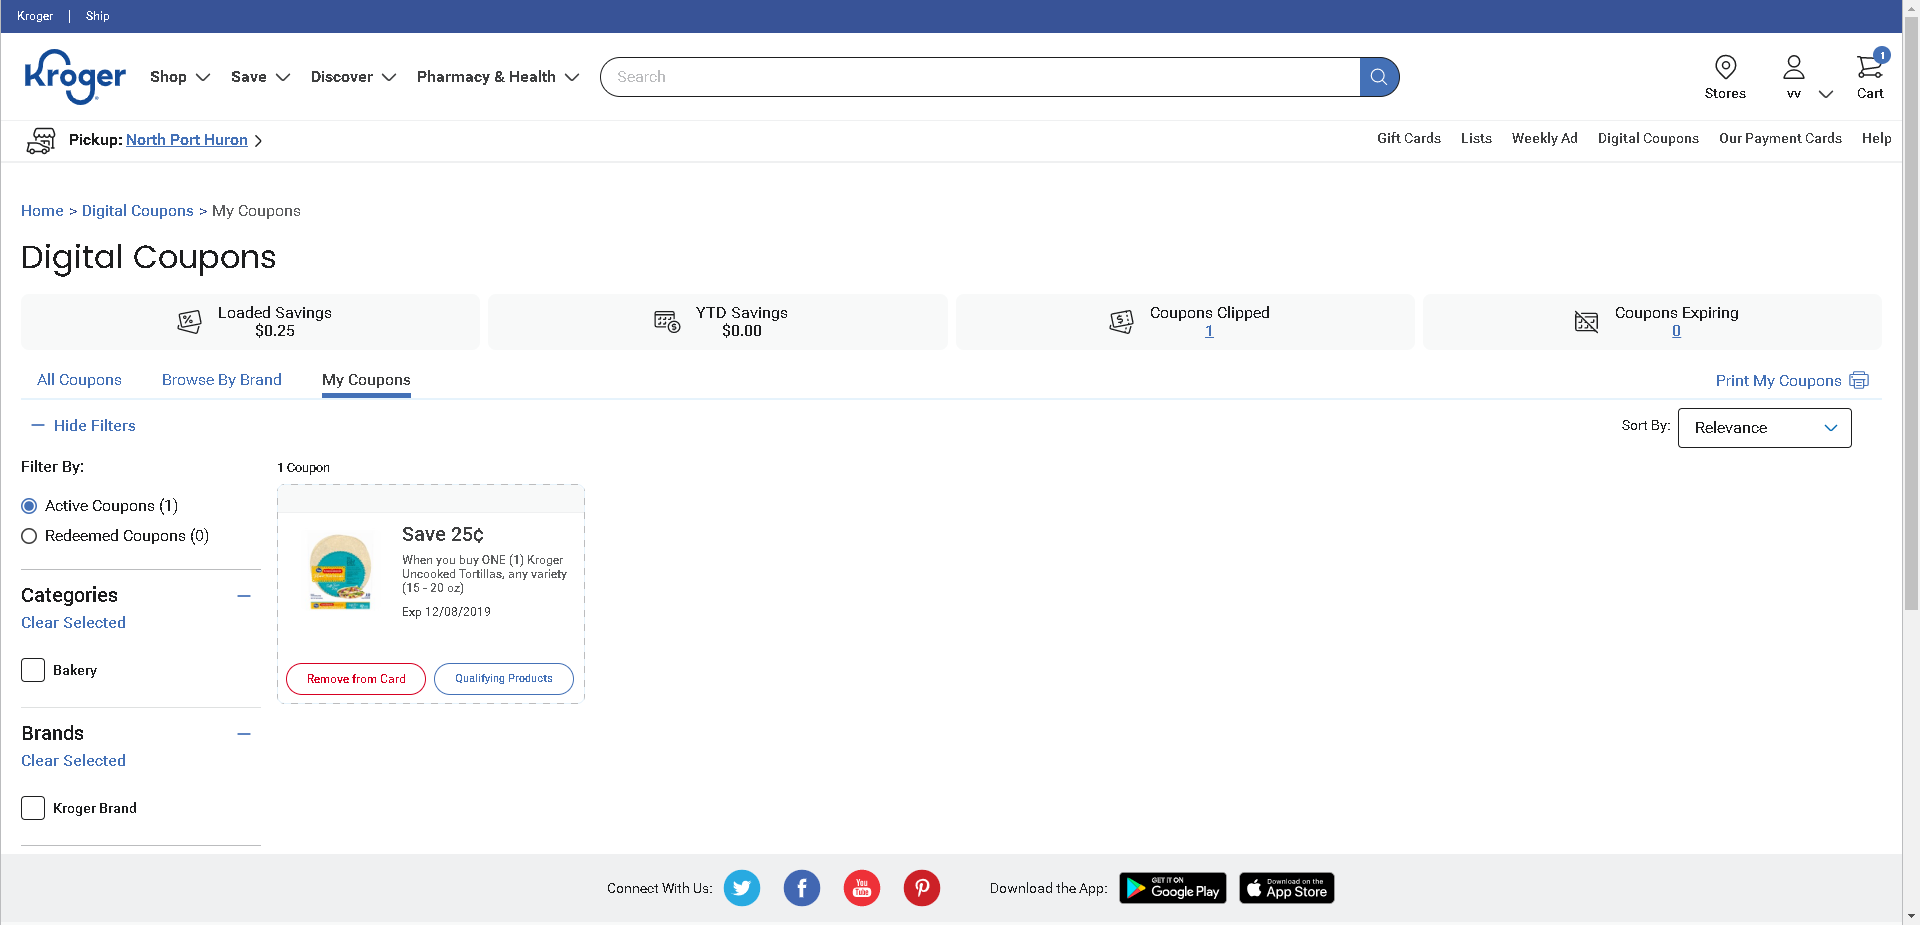 Kroger | Ship
Kroger
Shop
Save
Discover
Pharmacy & Health
Search
Stores
vv
1
Cart
Pickup: North Port Huron
Gift Cards
Lists
Weekly Ad
Digital Coupons
Our Payment Cards
Help
Home > Digital Coupons > My Coupons
Digital Coupons
Loaded Savings
$0.25
YTD Savings
$0.00
Coupons Clipped
1
Coupons Expiring
0
All Coupons
Browse By Brand
My Coupons
Print My Coupons
Hide Filters
Sort By:
Relevance
Filter By:
Active Coupons (1)
Redeemed Coupons (0)
Categories
Clear Selected
Bakery
Brands
Clear Selected
Kroger Brand
1 Coupon
Save 25¢
When you buy ONE (1) Kroger
Uncooked Tortillas, any variety
(15 - 20 oz)
Exp 12/08/2019
Remove from Card
Qualifying Products
Connect With Us:
You
Tube
Download the App:
GET IT ON
Google Play
Download on the
App Store